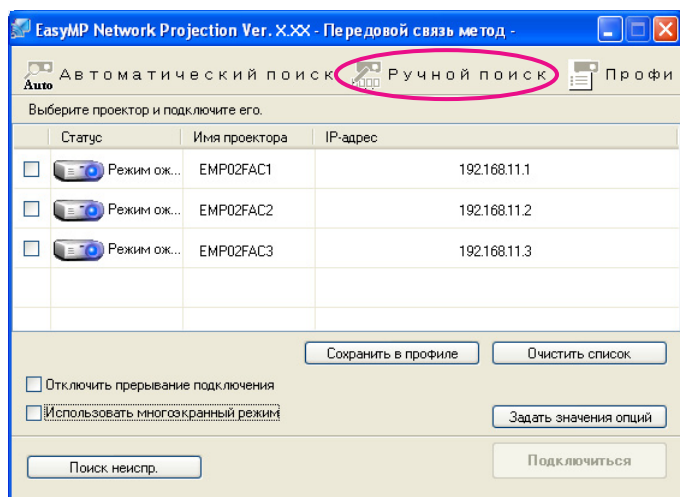 EasyMP Network Projection Ver. X.XX - Передовой связь метод -
Auto Автоматический поиск Ручной поиск Профи
Выберите проектор и подключите его.
Статус Имя проектора IP-адрес
Режим ож... EMP02FAC1 192.168.11.1
Режим ож... EMP02FAC2 192.168.11.2
Режим ож... EMP02FAC3 192.168.11.3
Сохранить в профиле Очистить список
Отключить прерывание подключения
Использовать многоэкранный режим
Задать значения опций
Поиск неиспр. Подключиться